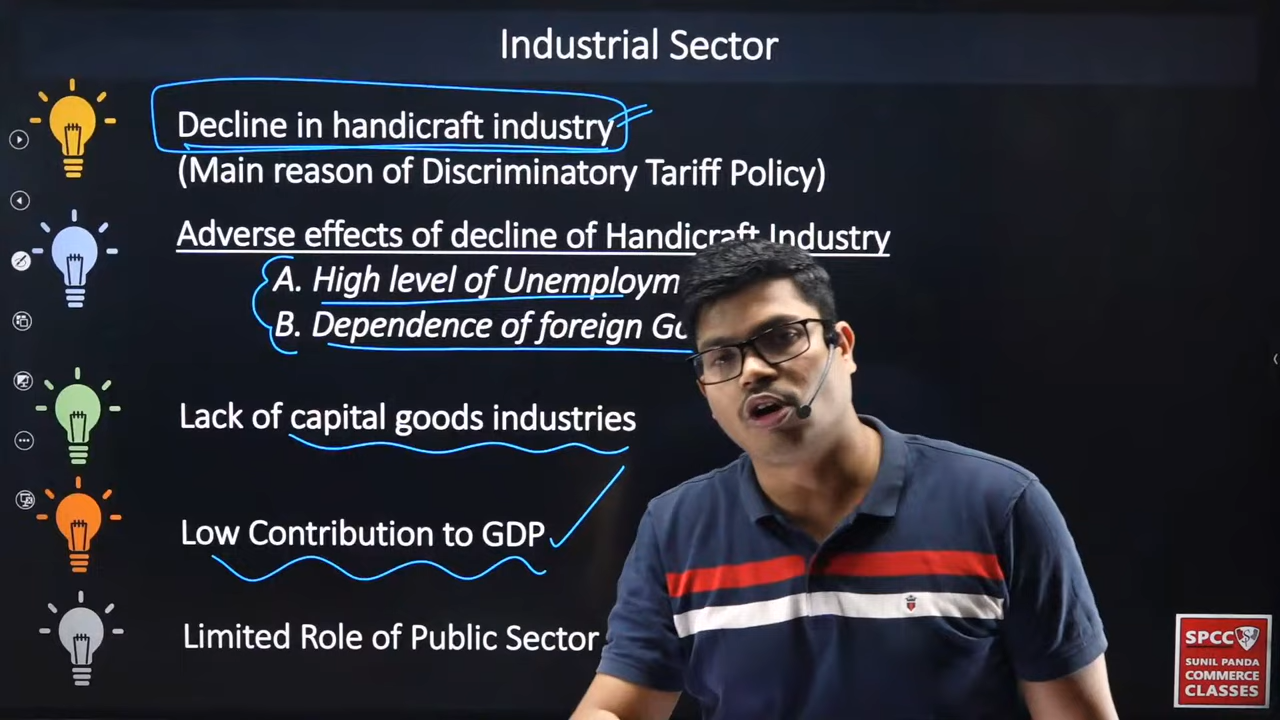 Industrial Sector
Decline in handicraft industry
(Main reason of Discriminatory Tariff Policy)
Adverse effects of decline of Handicraft Industry
A. High level of Unemploym
B. Dependence of foreign Go
Lack of capital goods industries
Low Contribution to GDP
Limited Role of Public Sector
SPCC
SUNIL PANDA
COMMERCE
CLASSES